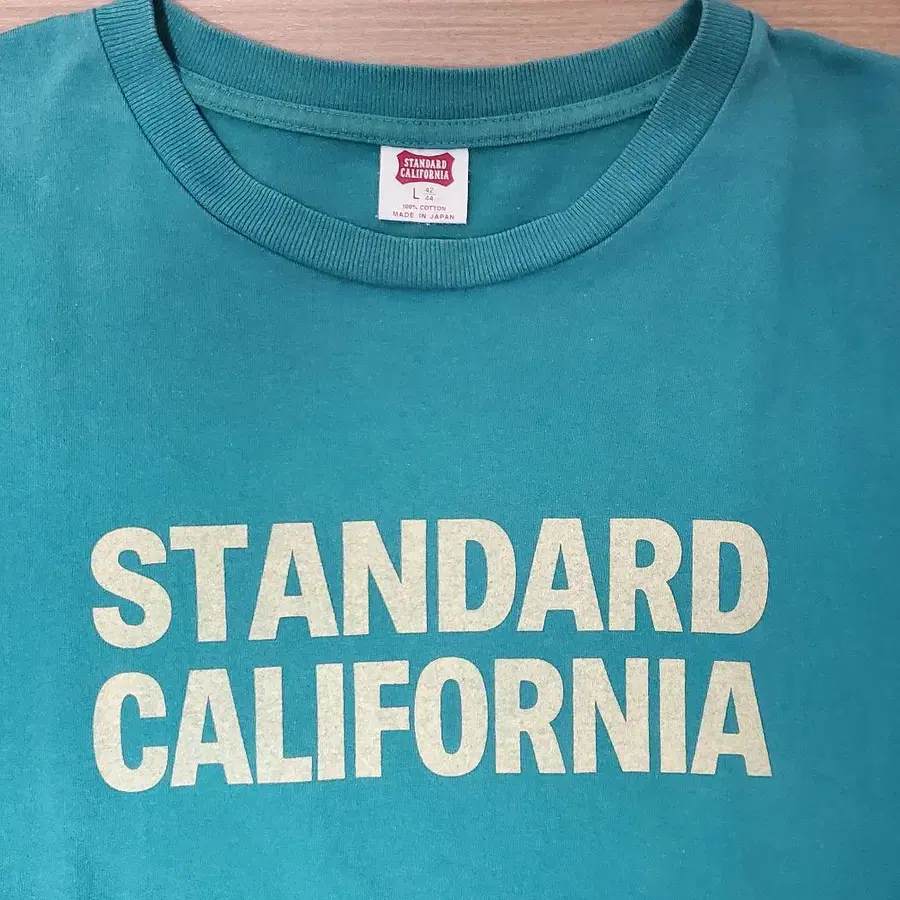 STANDARD
CALIFORNIA
L 42
44
100% COTTON
MADE IN JAPAN
STANDARD
CALIFORNIA